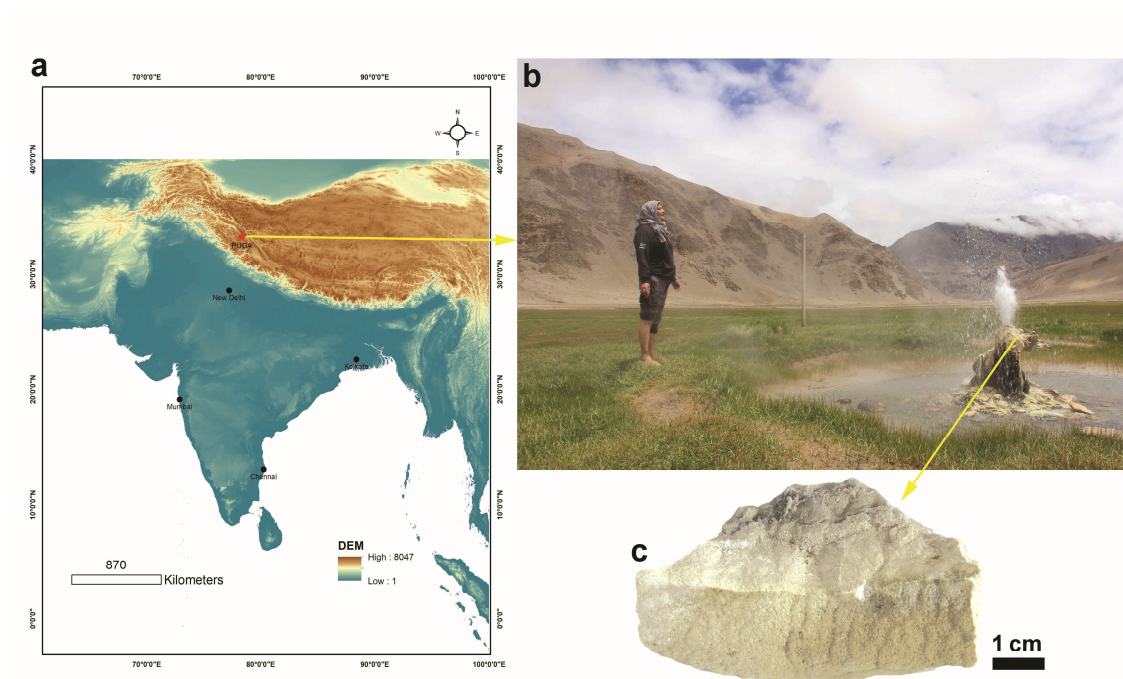 a
70°0'0"E 80°0'0"E 90°0'0"E 100°0'0"E
N
W E
S
40°0'0"N 40°0'0"N
30°0'0"N 30°0'0"N
20°0'0"N 20°0'0"N
10°0'0"N 10°0'0"N
0°0'0" 0°0'0"
PUGA
New Delhi
Kolkata
Mumbai
Chennai
DEM
High : 8047
Low : 1
870
Kilometers
70°0'0"E 80°0'0"E 90°0'0"E 100°0'0"E
b
c
1 cm